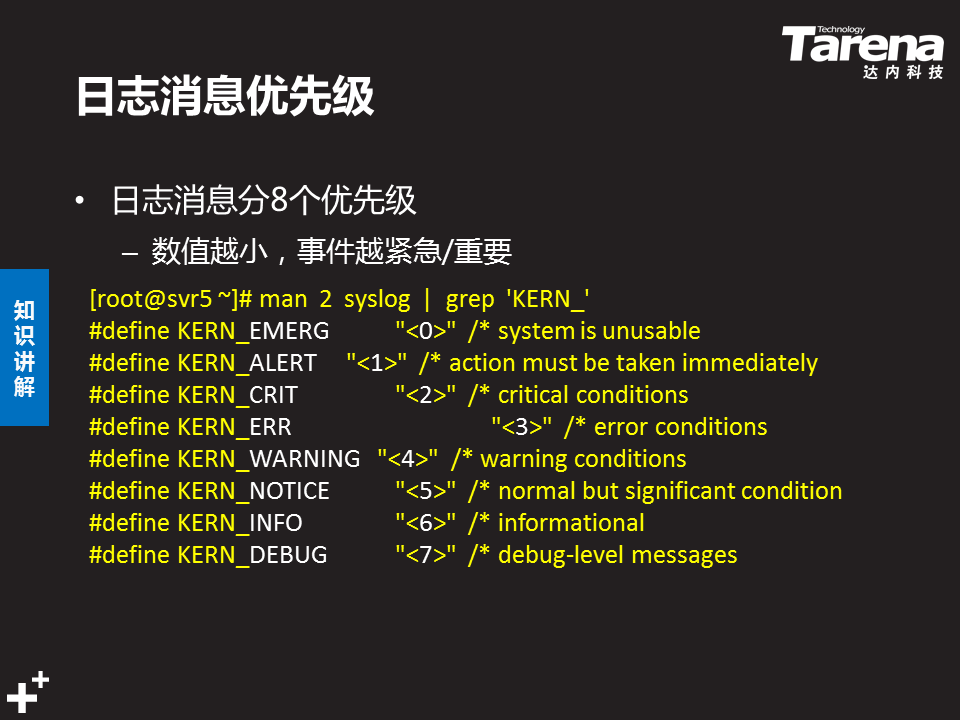 Technology
Tarena
达内科技
日志消息优先级
• 日志消息分8个优先级
– 数值越小，事件越紧急/重要
知识讲解
[root@svr5 ~]# man 2 syslog | grep 'KERN_'
#define KERN_EMERG "<0>" /* system is unusable
#define KERN_ALERT "<1>" /* action must be taken immediately
#define KERN_CRIT "<2>" /* critical conditions
#define KERN_ERR "<3>" /* error conditions
#define KERN_WARNING "<4>" /* warning conditions
#define KERN_NOTICE "<5>" /* normal but significant condition
#define KERN_INFO "<6>" /* informational
#define KERN_DEBUG "<7>" /* debug-level messages